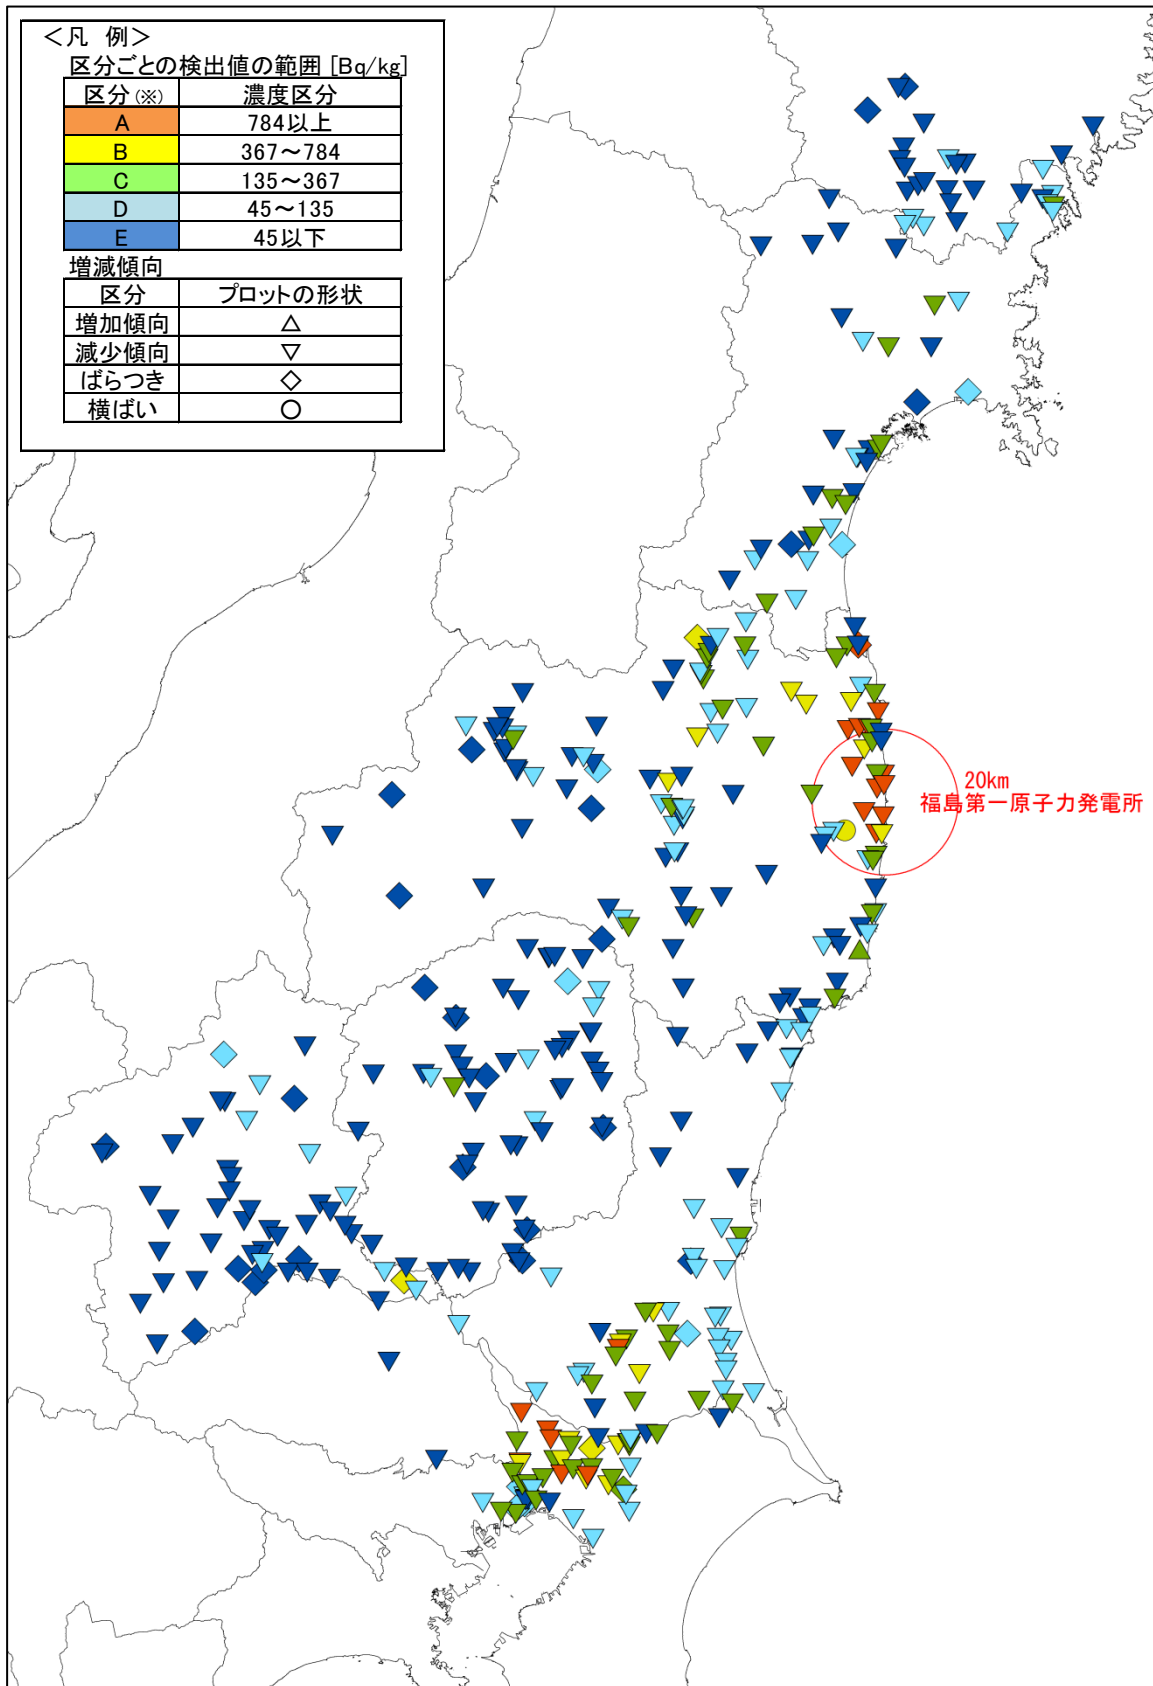 ＜凡 例＞
区分ごとの検出値の範囲 [Bq/kg]
区分(※) 濃度区分
A 784以上
B 367～784
C 135～367
D 45～135
E 45以下
増減傾向
区分 プロットの形状
増加傾向 △
減少傾向 ▽
ばらつき ◇
横ばい ○
20km
福島第一原子力発電所